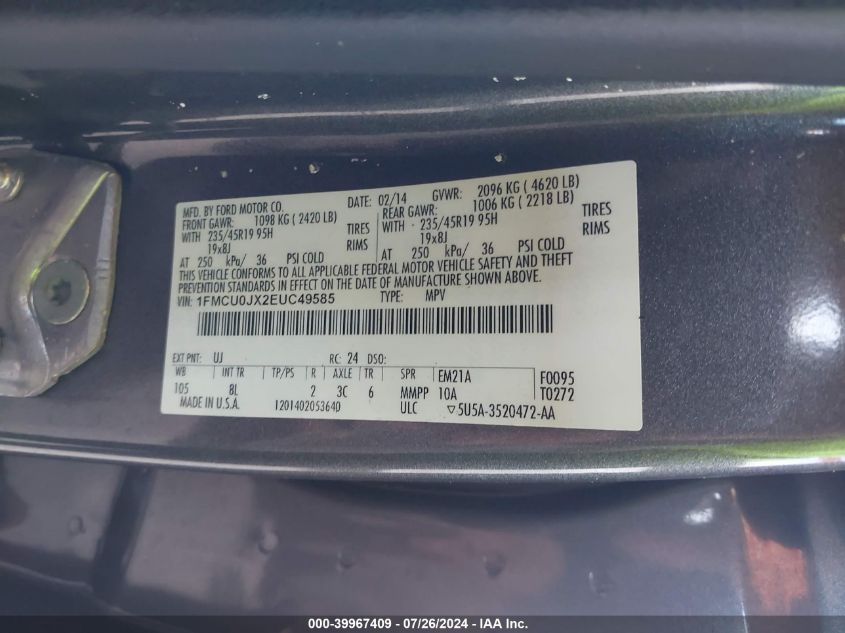 MFD. BY FORD MOTOR CO. DATE: 02/14 GVWR: 2096 KG ( 4620 LB)
FRONT GAWR: 1098 KG ( 2420 LB) REAR GAWR: 1006 KG ( 2218 LB)
WITH 235/45R19 95H TIRES WITH 235/45R19 95H TIRES
19x8J RIMS 19x8J RIMS
AT 250 kPa/ 36 PSI COLD AT 250 kPa/ 36 PSI COLD
THIS VEHICLE CONFORMS TO ALL APPLICABLE FEDERAL MOTOR VEHICLE SAFETY AND THEFT
PREVENTION STANDARDS IN EFFECT ON THE DATE OF MANUFACTURE SHOWN ABOVE.
VIN: 1FMCU0JX2EUC49585 TYPE: MPV
EXT PNT: UJ RC: 24 DSO:
WB INT TR TP/PS R AXLE TR SPR EM21A F0095
105 8L 2 3C 6 MMPP 10A T0272
MADE IN U.S.A. 120140205364D ULC ▽5U5A-3520472-AA
000-39967409 / 07/26/2024 - IAA Inc.